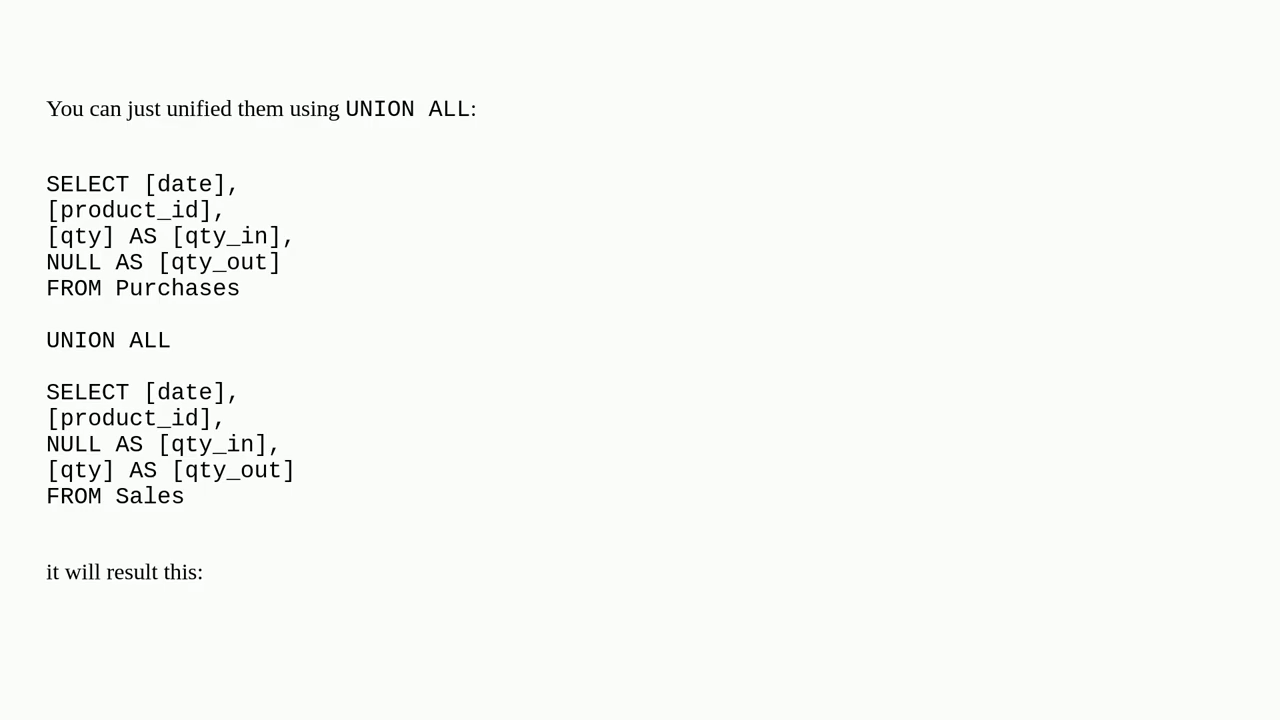 You can just unified them using UNION ALL:
SELECT [date],
[product_id],
[qty] AS [qty_in],
NULL AS [qty_out]
FROM Purchases
UNION ALL
SELECT [date],
[product_id],
NULL AS [qty_in],
[qty] AS [qty_out]
FROM Sales
it will result this: